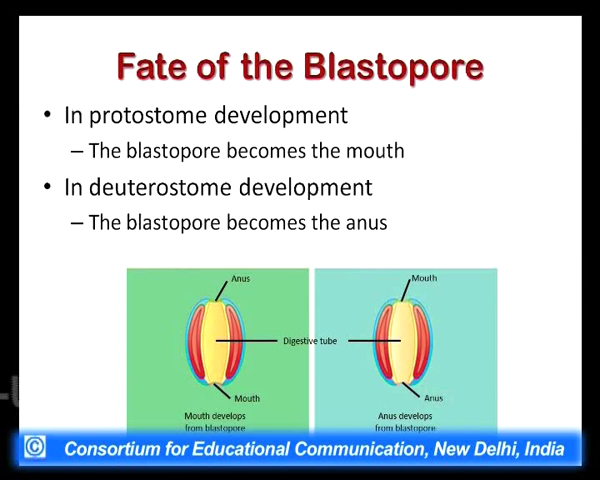 Fate of the Blastopore
• In protostome development
– The blastopore becomes the mouth
• In deuterostome development
– The blastopore becomes the anus
Anus
Mouth
Digestive tube
Mouth
Anus
Mouth develops
from blastopore
Anus develops
from blastopore
© Consortium for Educational Communication, New Delhi, India